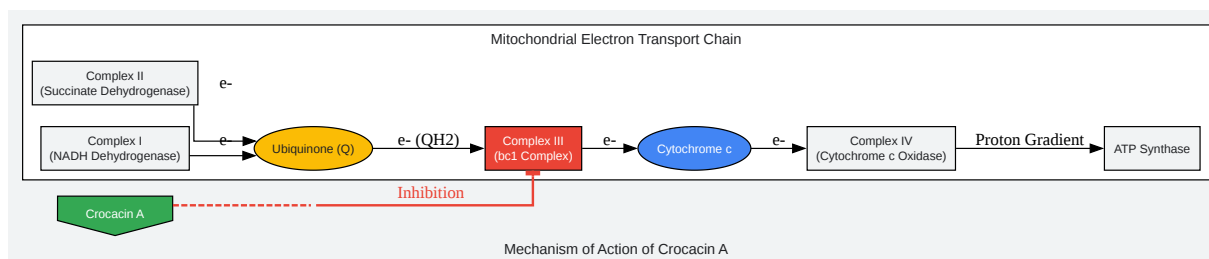 Mitochondrial Electron Transport Chain
Complex II
(Succinate Dehydrogenase)
e-
Complex I
(NADH Dehydrogenase)
e-
Ubiquinone (Q)
e- (QH2)
Complex III
(bc1 Complex)
e-
Cytochrome c
e-
Complex IV
(Cytochrome c Oxidase)
Proton Gradient
ATP Synthase
Crocacin A
Inhibition
Mechanism of Action of Crocacin A